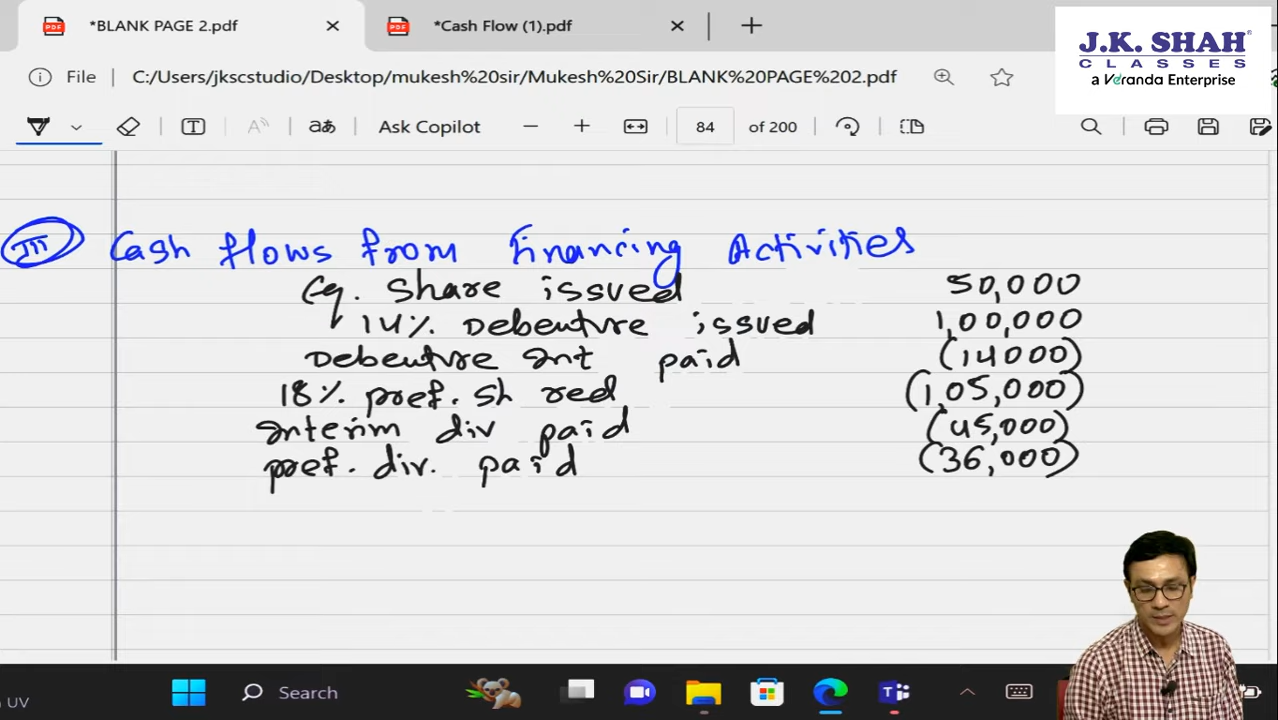 *BLANK PAGE 2.pdf
*Cash Flow (1).pdf
J.K. SHAH®
CLASSES
a Veranda Enterprise
File C:/Users/jkscstudio/Desktop/mukesh%20sir/Mukesh%20Sir/BLANK%20PAGE%202.pdf
Ask Copilot 84 of 200
III Cash flows from Financing Activities
Eq. Share issued 50,000
14% Debenture issued 1,00,000
Debenture Int paid (14000)
18% pref. sh red (1,05,000)
Interim div paid (45,000)
pref. div. paid (36,000)
UV
Search